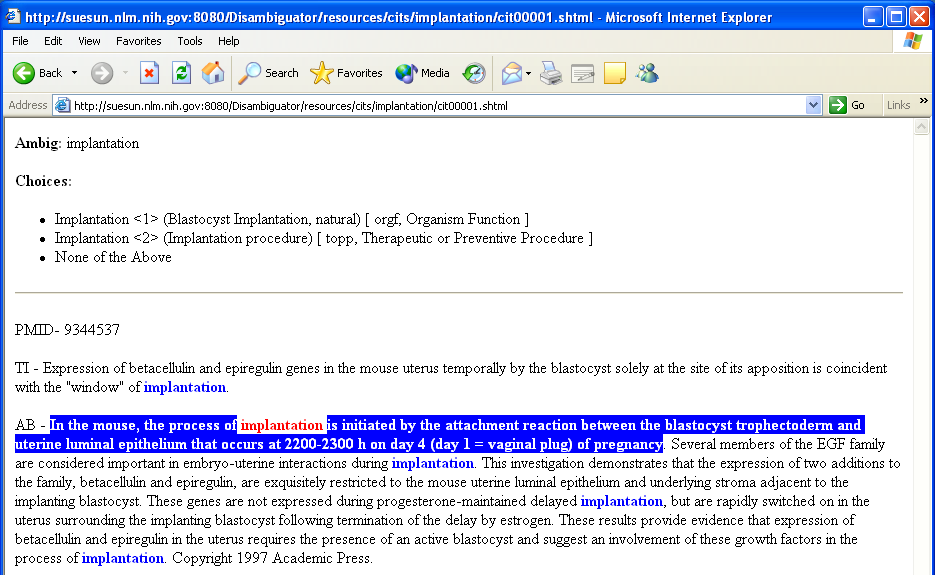 http://suesun.nlm.nih.gov:8080/Disambiguator/resources/cits/implantation/cit00001.shtml - Microsoft Internet Explorer
File Edit View Favorites Tools Help
Back Search Favorites Media
Address http://suesun.nlm.nih.gov:8080/Disambiguator/resources/cits/implantation/cit00001.shtml Go Links »
Ambig: implantation
Choices:
• Implantation <1> (Blastocyst Implantation, natural) [ orgf, Organism Function ]
• Implantation <2> (Implantation procedure) [ topp, Therapeutic or Preventive Procedure ]
• None of the Above
PMID- 9344537
TI - Expression of betacellulin and epiregulin genes in the mouse uterus temporally by the blastocyst solely at the site of its apposition is coincident
with the "window" of implantation.
AB - In the mouse, the process of implantation is initiated by the attachment reaction between the blastocyst trophectoderm and
uterine luminal epithelium that occurs at 2200-2300 h on day 4 (day 1 = vaginal plug) of pregnancy. Several members of the EGF family
are considered important in embryo-uterine interactions during implantation. This investigation demonstrates that the expression of two additions to
the family, betacellulin and epiregulin, are exquisitely restricted to the mouse uterine luminal epithelium and underlying stroma adjacent to the
implanting blastocyst. These genes are not expressed during progesterone-maintained delayed implantation, but are rapidly switched on in the
uterus surrounding the implanting blastocyst following termination of the delay by estrogen. These results provide evidence that expression of
betacellulin and epiregulin in the uterus requires the presence of an active blastocyst and suggest an involvement of these growth factors in the
process of implantation. Copyright 1997 Academic Press.